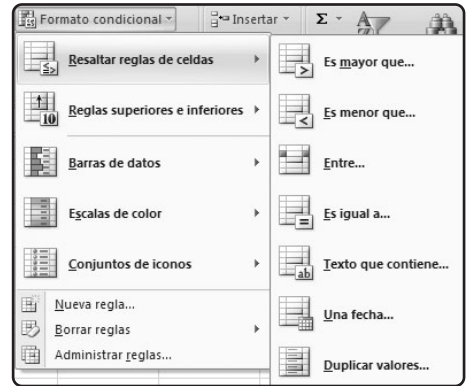 Formato condicional
Insertar
Σ
Resaltar reglas de celdas
Reglas superiores e inferiores
10
Barras de datos
Escalas de color
Conjuntos de iconos
Nueva regla...
Borrar reglas
Administrar reglas...
Es mayor que...
Es menor que...
Entre...
Es igual a...
Texto que contiene...
ab
Una fecha...
Duplicar valores...